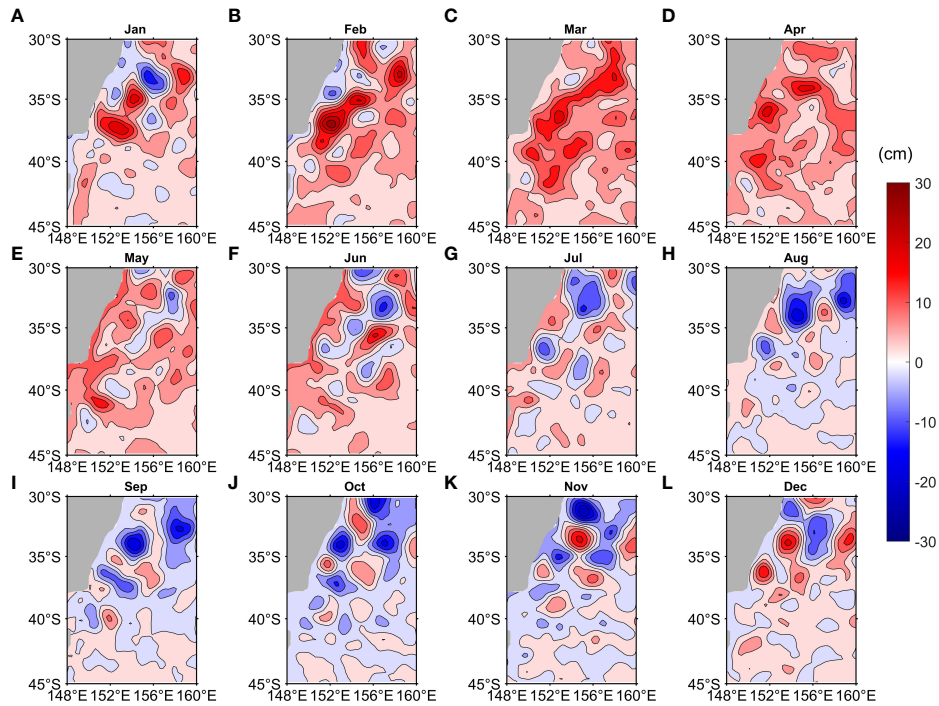 A B C D
Jan Feb Mar Apr
30°S 30°S 30°S 30°S
35°S 35°S 35°S 35°S
40°S 40°S 40°S 40°S
45°S 45°S 45°S 45°S
148°E 152°E 156°E 160°E 148°E 152°E 156°E 160°E 148°E 152°E 156°E 160°E 148°E 152°E 156°E 160°E
E F G H
May Jun Jul Aug
30°S 30°S 30°S 30°S
35°S 35°S 35°S 35°S
40°S 40°S 40°S 40°S
45°S 45°S 45°S 45°S
148°E 152°E 156°E 160°E 148°E 152°E 156°E 160°E 148°E 152°E 156°E 160°E 148°E 152°E 156°E 160°E
I J K L
Sep Oct Nov Dec
30°S 30°S 30°S 30°S
35°S 35°S 35°S 35°S
40°S 40°S 40°S 40°S
45°S 45°S 45°S 45°S
148°E 152°E 156°E 160°E 148°E 152°E 156°E 160°E 148°E 152°E 156°E 160°E 148°E 152°E 156°E 160°E
(cm)
30
20
10
0
-10
-20
-30